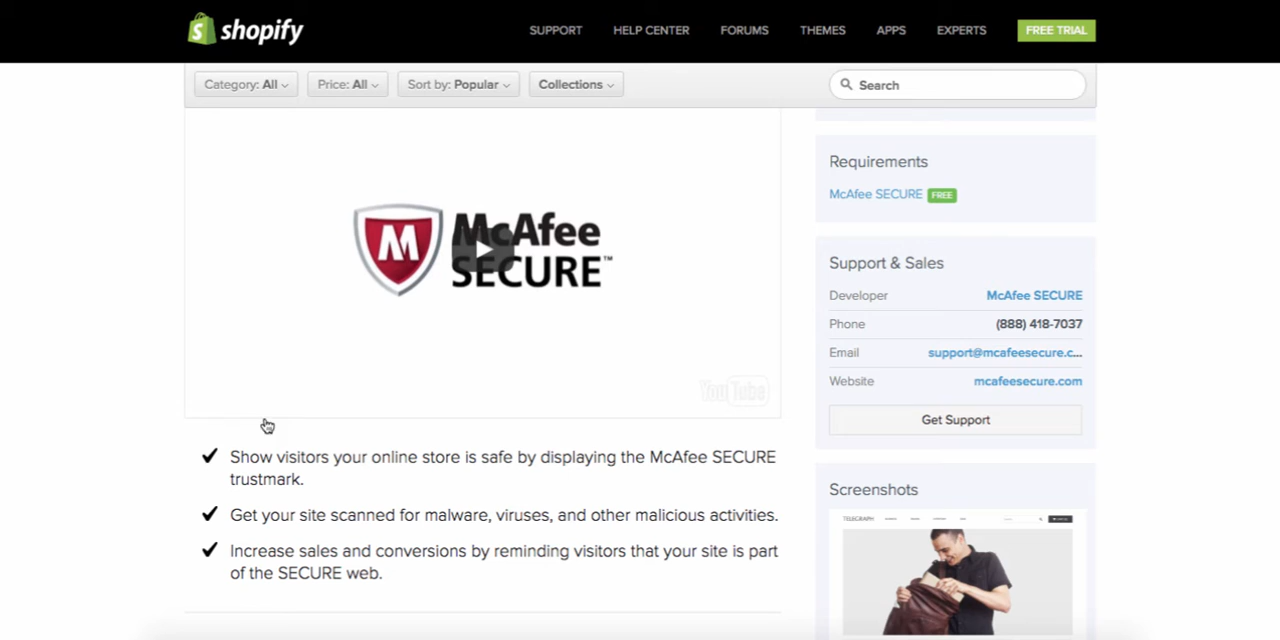 shopify
SUPPORT HELP CENTER FORUMS THEMES APPS EXPERTS FREE TRIAL
Category: All Price: All Sort by: Popular Collections Search
McAfee
SECURE™
YouTube
Show visitors your online store is safe by displaying the McAfee SECURE
trustmark.
Get your site scanned for malware, viruses, and other malicious activities.
Increase sales and conversions by reminding visitors that your site is part
of the SECURE web.
Requirements
McAfee SECURE FREE
Support & Sales
Developer McAfee SECURE
Phone (888) 418-7037
Email support@mcafeesecure.c...
Website mcafeesecure.com
Get Support
Screenshots
TELEGRAPH